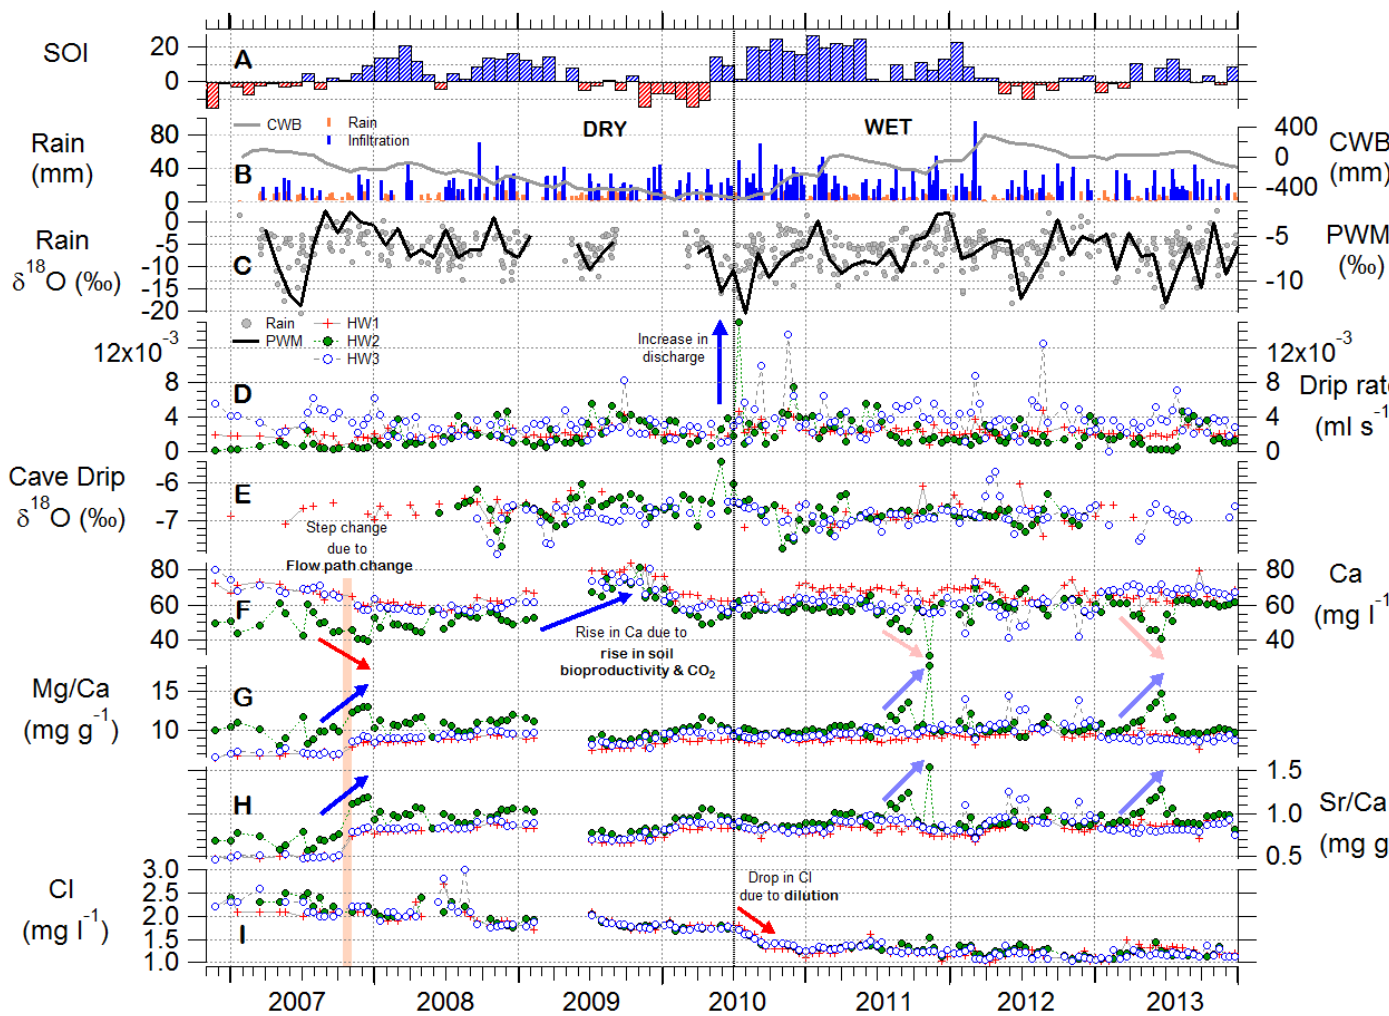 SOI
20
0
A
Rain
(mm)
80
40
0
CWB
Rain
Infiltration
DRY
WET
B
400
0
-400
CWB
(mm)
Rain
δ18O (‰)
0
-5
-10
-15
-20
C
-5
-10
PWM
(‰)
Rain
PWM
HW1
HW2
HW3
12x10-3
8
4
0
D
Increase in
discharge
12x10-3
8
4
0
Drip rate
(ml s-1
Cave Drip
δ18O (‰)
-6
-7
E
Step change
due to
Flow path change
80
60
40
F
Rise in Ca due to
rise in soil
bioproductivity & CO2
80
60
40
Ca
(mg l-1
Mg/Ca
(mg g-1)
15
10
G
H
1.5
1.0
0.5
Sr/Ca
(mg g
Cl
(mg l-1)
3.0
2.5
2.0
1.5
1.0
I
Drop in Cl
due to dilution
2007
2008
2009
2010
2011
2012
2013